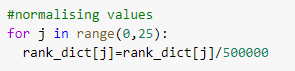 #normalising values
for j in range(0,25):
  rank_dict[j]=rank_dict[j]/500000